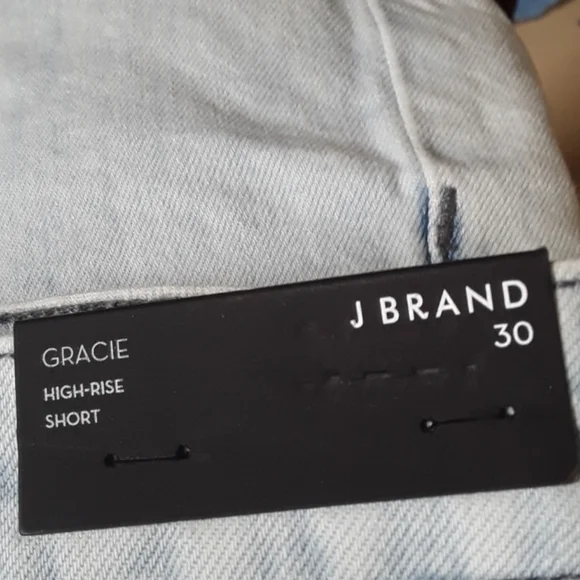 J BRAND
30
GRACIE
HIGH-RISE
SHORT